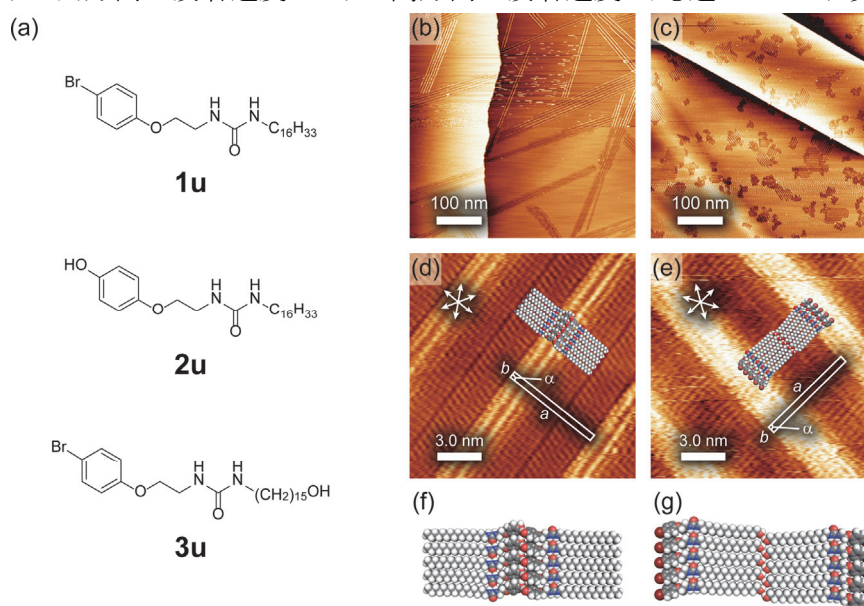 (a)
Br
O
H
N
O
H
N
C16H33
1u
HO
O
H
N
O
H
N
C16H33
2u
Br
O
H
N
O
H
N
(CH2)15OH
3u
(b)
100 nm
(c)
100 nm
(d)
b
α
a
3.0 nm
(e)
a
b
α
3.0 nm
(f)
(g)